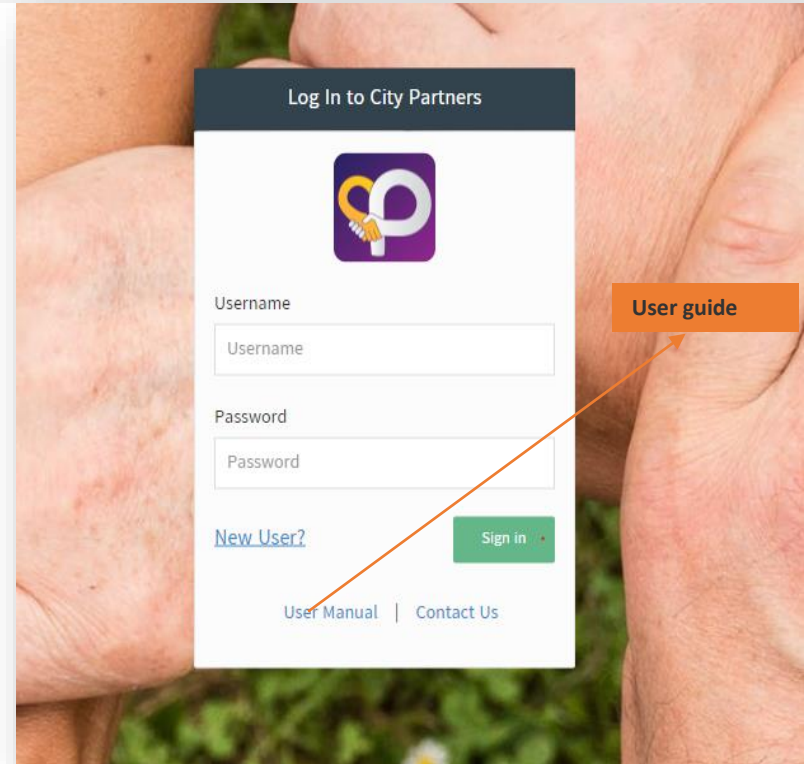 Log In to City Partners
Username
User guide
Username
Password
Password
New User?
Sign in
User Manual | Contact Us